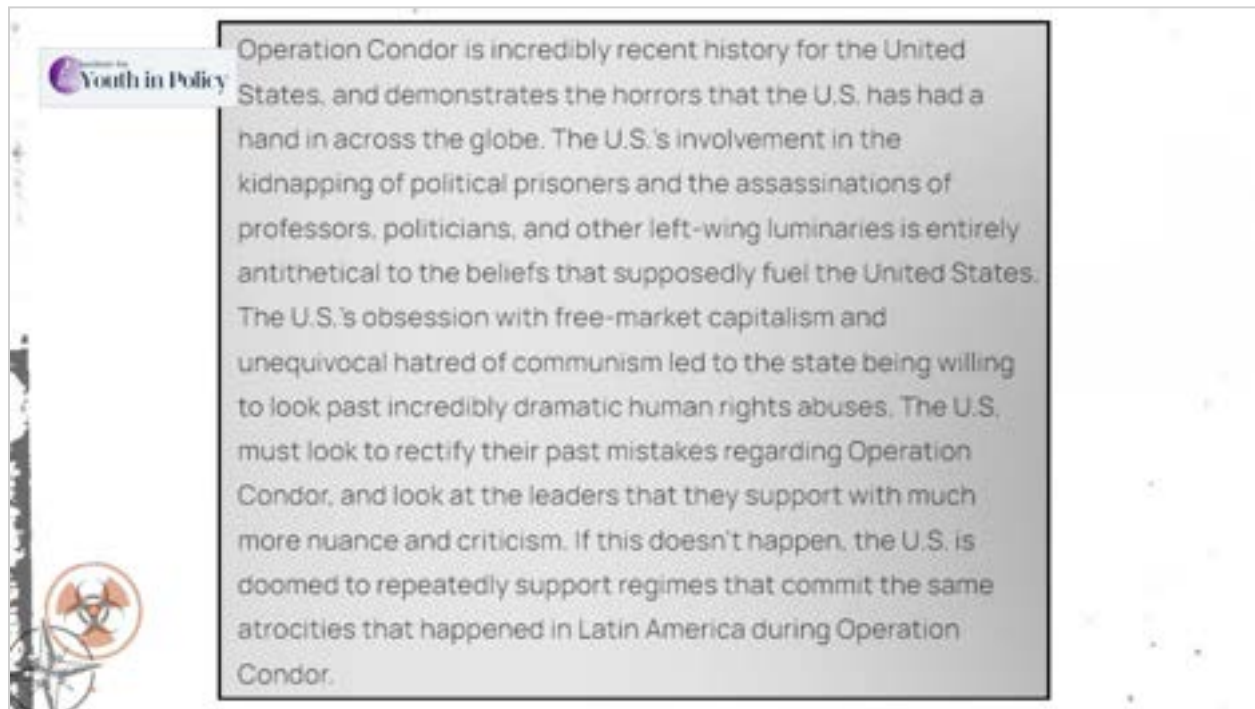 Youth in Policy
Operation Condor is incredibly recent history for the United
States, and demonstrates the horrors that the U.S. has had a
hand in across the globe. The U.S.'s involvement in the
kidnapping of political prisoners and the assassinations of
professors, politicians, and other left-wing luminaries is entirely
antithetical to the beliefs that supposedly fuel the United States.
The U.S.'s obsession with free-market capitalism and
unequivocal hatred of communism led to the state being willing
to look past incredibly dramatic human rights abuses. The U.S.
must look to rectify their past mistakes regarding Operation
Condor, and look at the leaders that they support with much
more nuance and criticism. If this doesn't happen, the U.S. is
doomed to repeatedly support regimes that commit the same
atrocities that happened in Latin America during Operation
Condor.